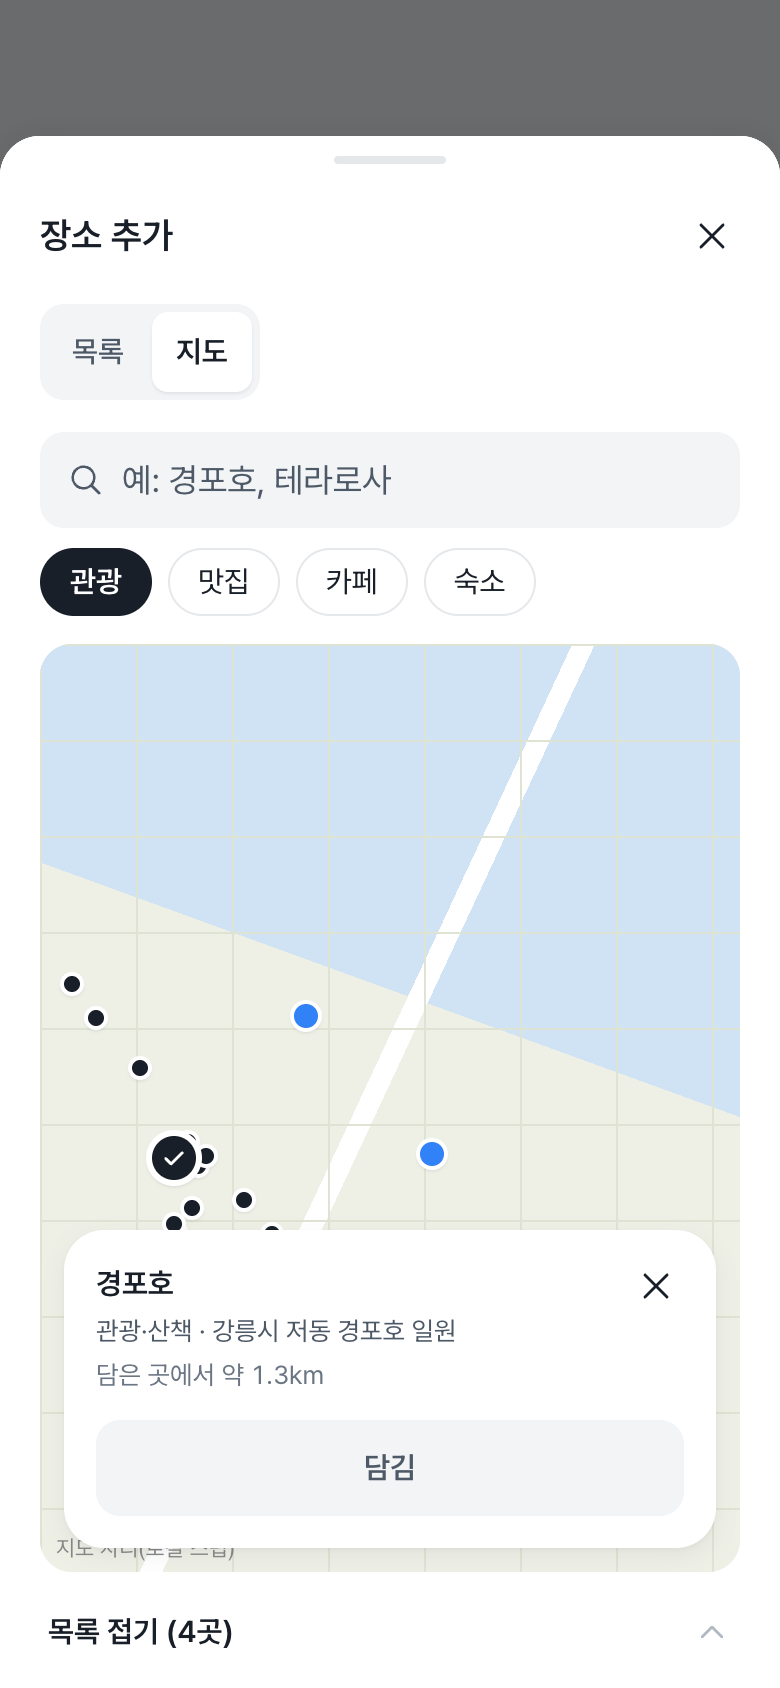 장소 추가
목록
지도
예: 경포호, 테라로사
관광
맛집
카페
숙소
경포호
관광·산책 · 강릉시 저동 경포호 일원
담은 곳에서 약 1.3km
담김
지도
목록 접기 (4곳)